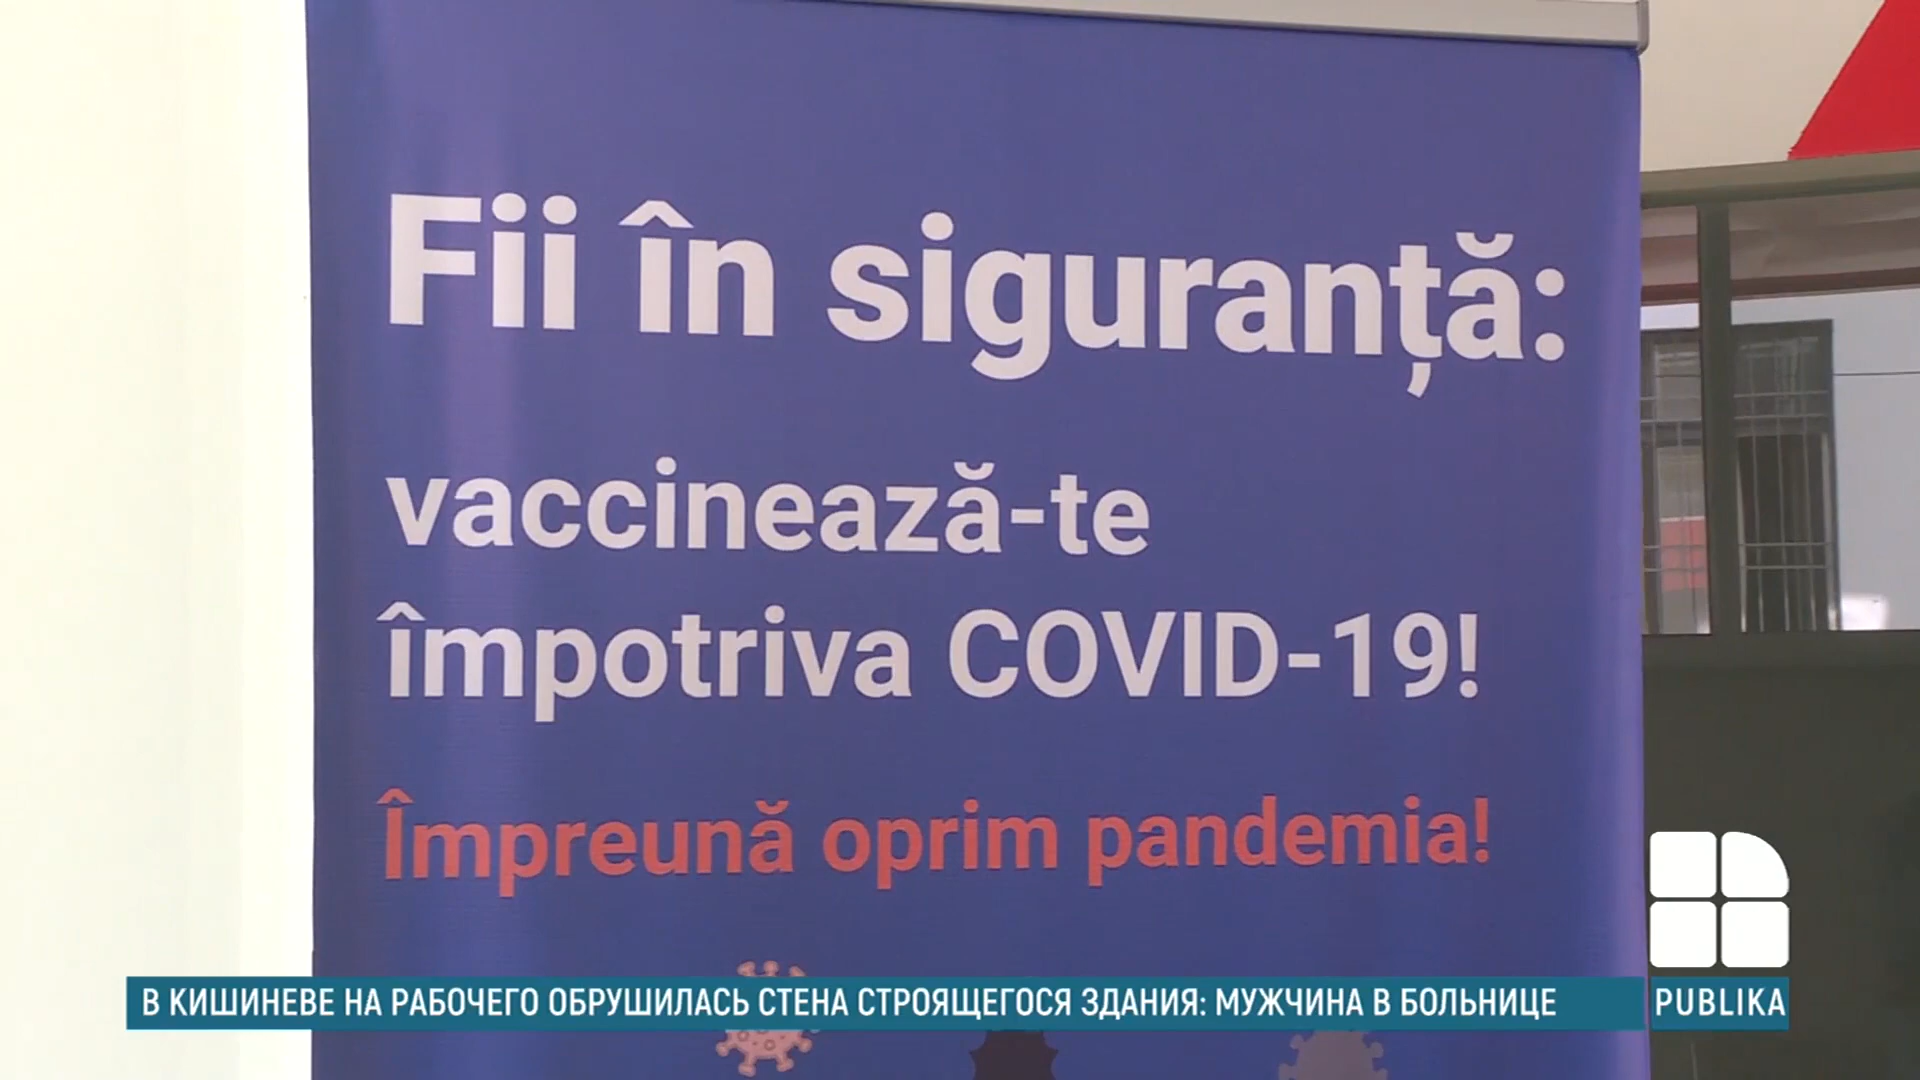 Fii în siguranță:
vaccinează-te
împotriva COVID-19!
Împreună oprim pandemia!
В КИШИНЕВЕ НА РАБОЧЕГО ОБРУШИЛАСЬ СТЕНА СТРОЯЩЕГОСЯ ЗДАНИЯ: МУЖЧИНА В БОЛЬНИЦЕ
PUBLIKA